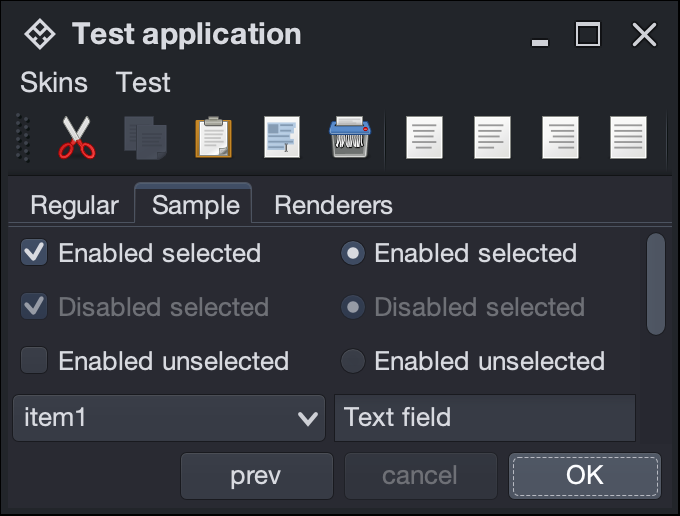 Test application
Skins Test
Regular Sample Renderers
Enabled selected Enabled selected
Disabled selected Disabled selected
Enabled unselected Enabled unselected
item1 Text field
prev cancel OK